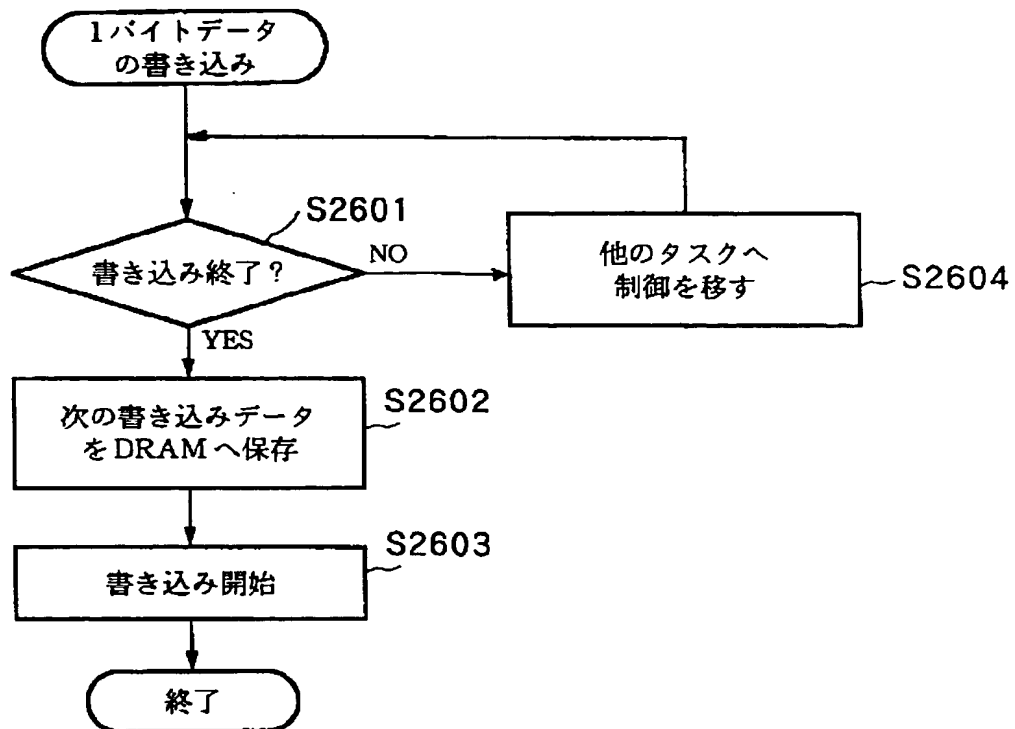 1バイトデータ
の書き込み
S2601
書き込み終了?
NO
他のタスクへ
制御を移す
S2604
YES
次の書き込みデータ
をDRAMへ保存
S2602
S2603
書き込み開始
終了